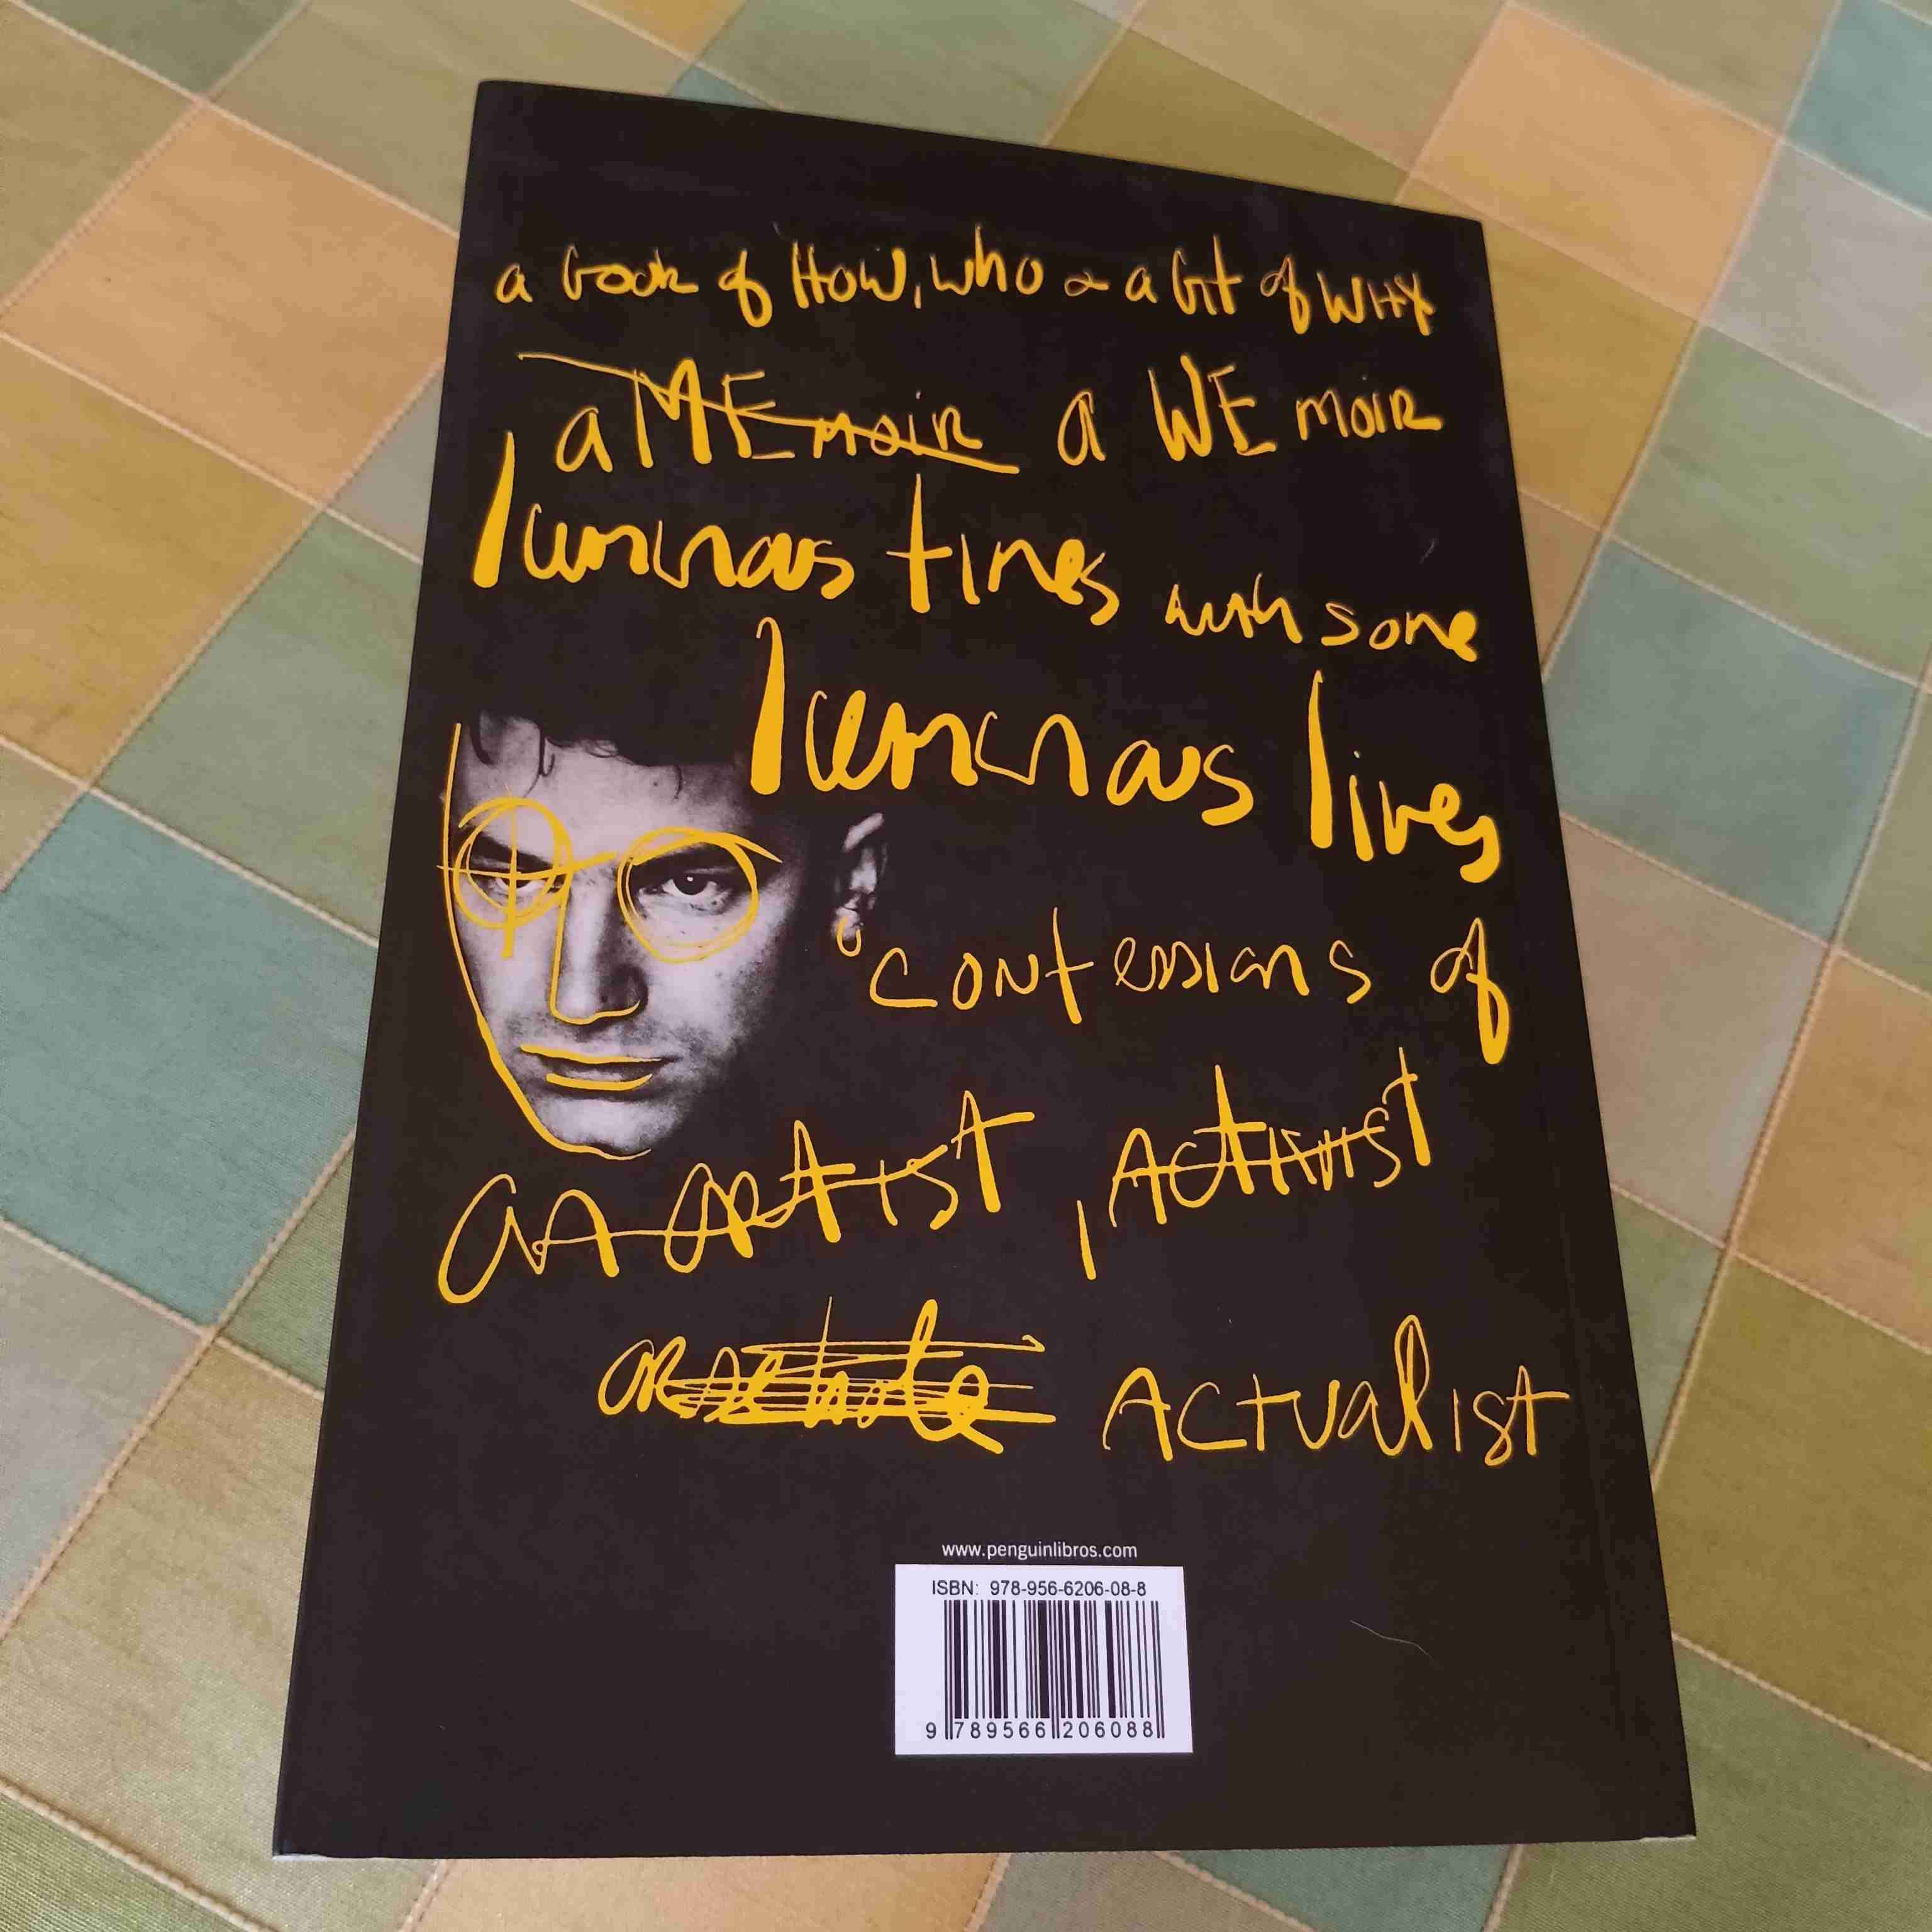 a book of How, Who & a bit of WHY
a MEmoir a WE moir
luminous times with some
luminous lives
confessions of
an artist, activist
actualist
www.penguinlibros.com
ISBN: 978-956-6206-08-8
9 789566 206088